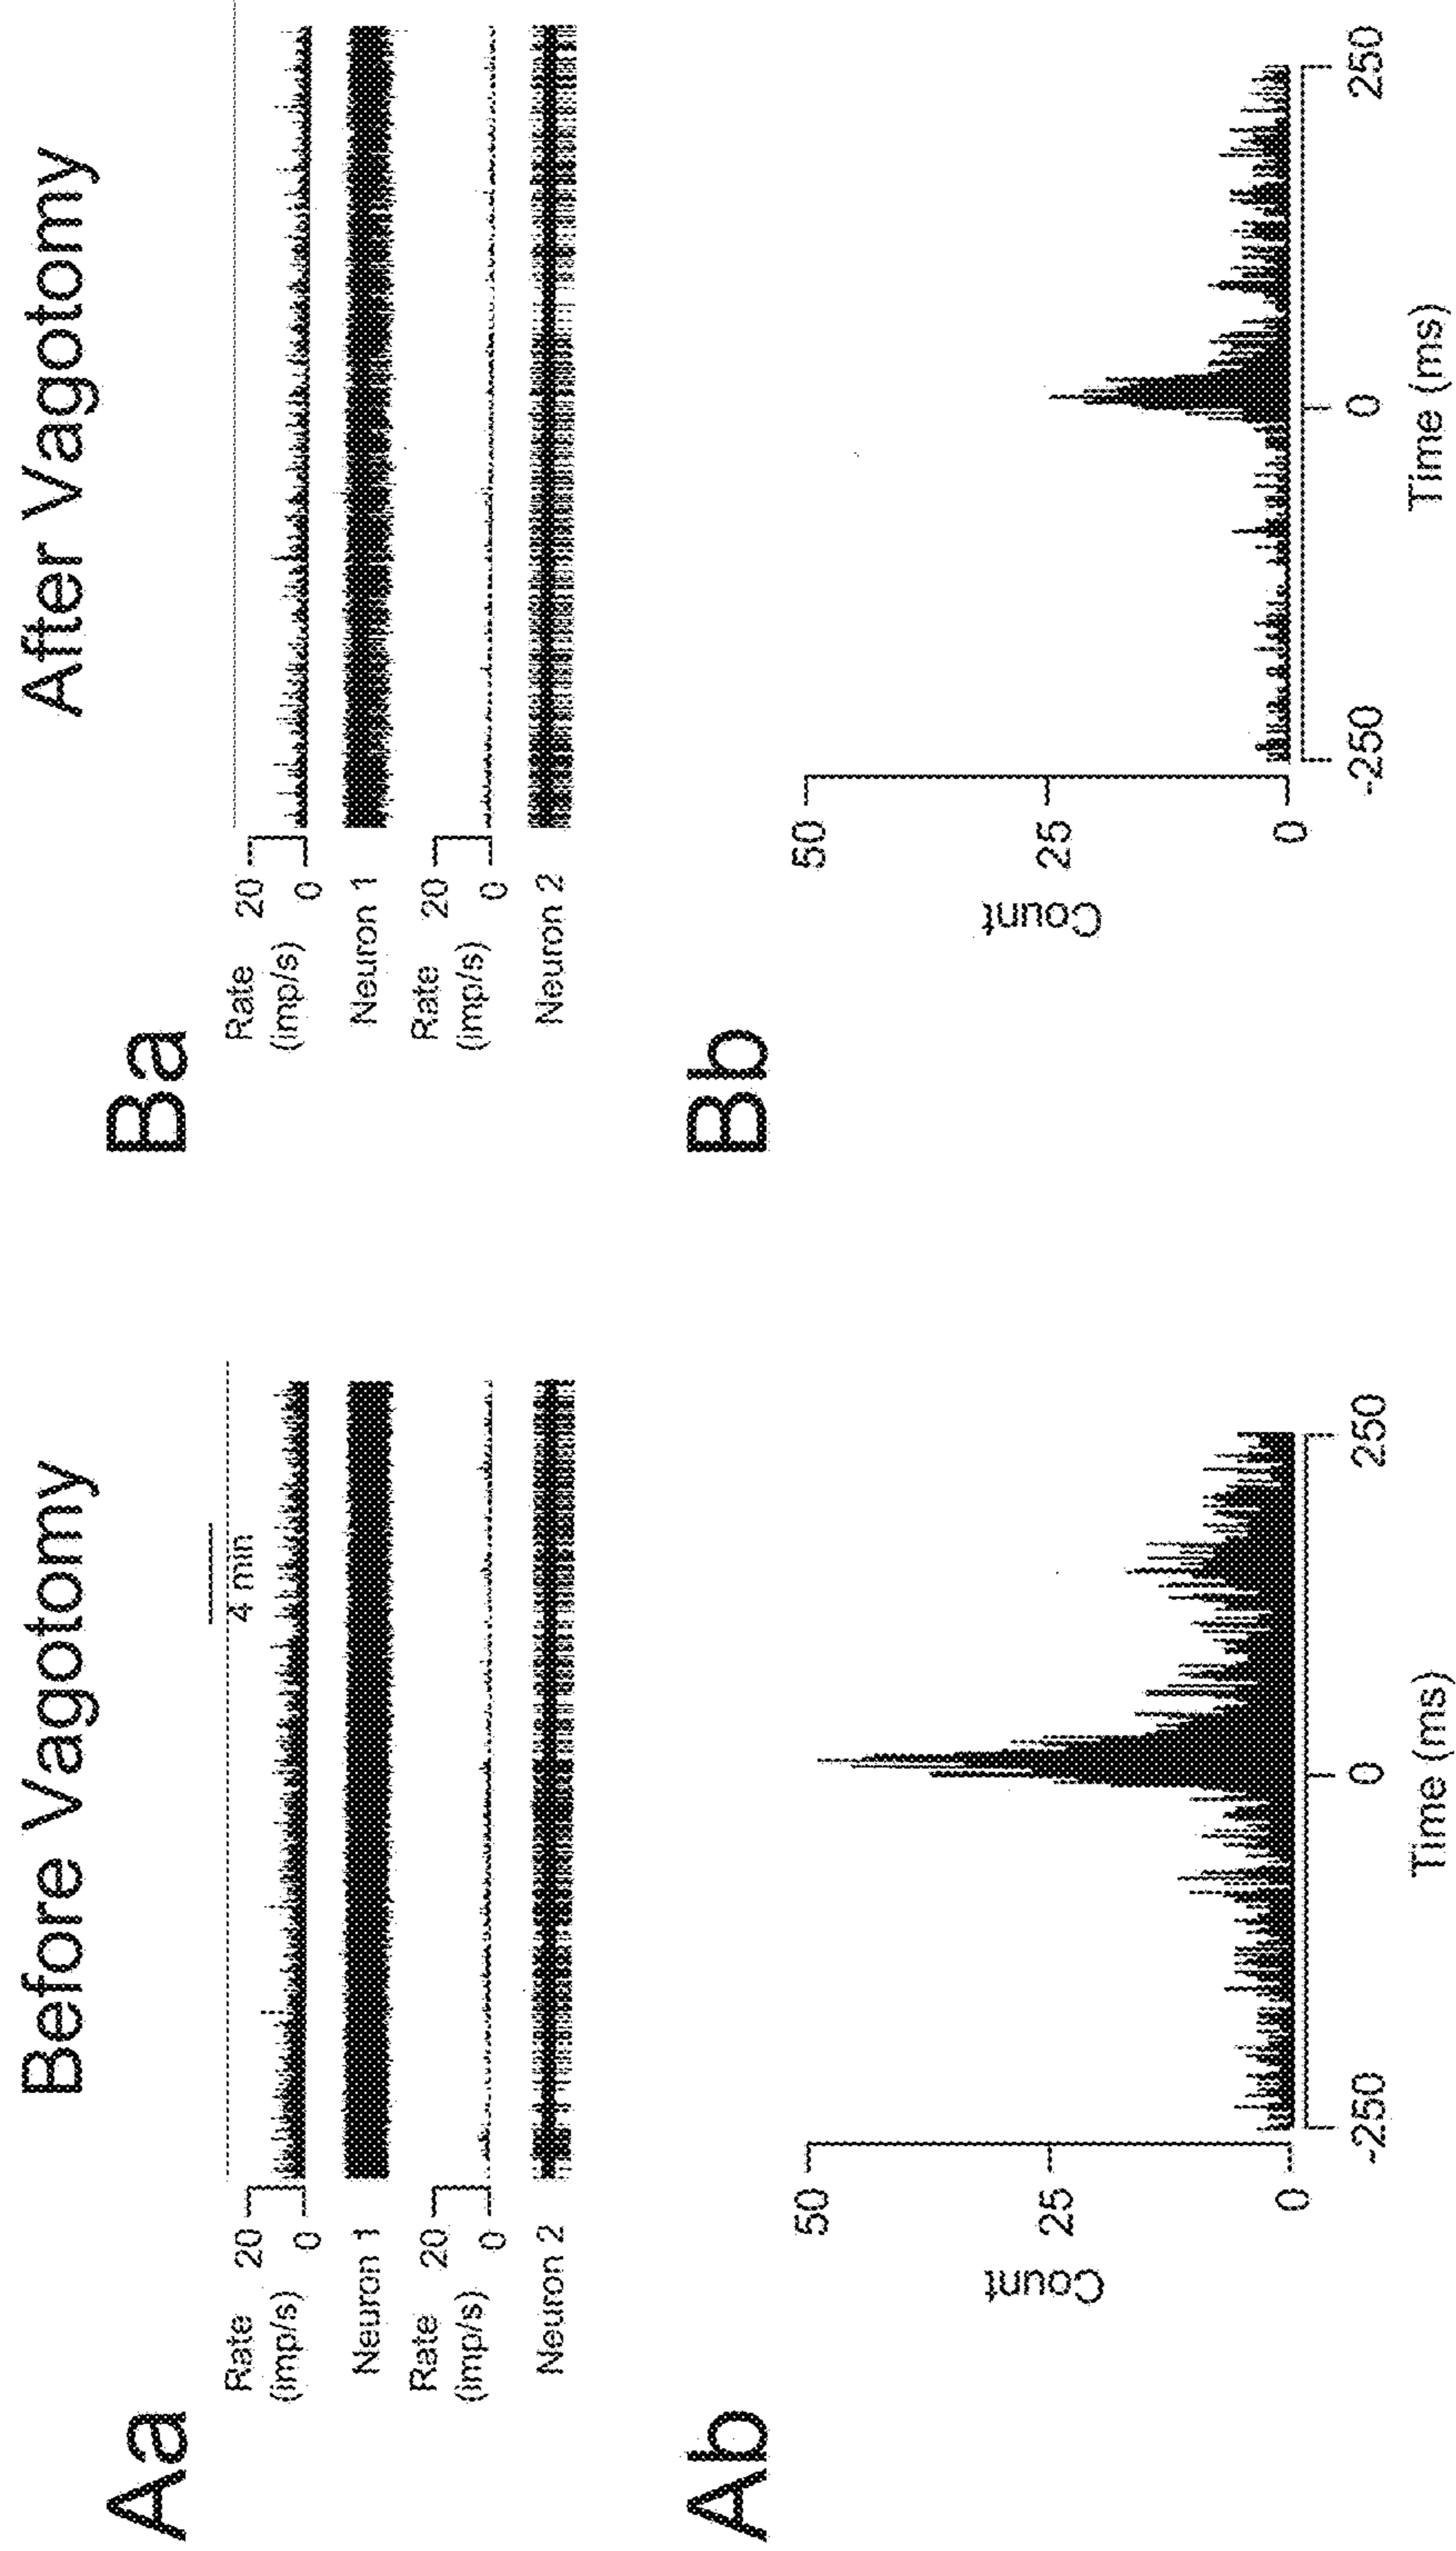 Before Vagotomy
After Vagotomy
Aa
4 min
Rate
(imp/s)
20
0
Neuron 1
Rate
(imp/s)
20
0
Neuron 2
Ba
Rate
(imp/s)
20
0
Neuron 1
Rate
(imp/s)
20
0
Neuron 2
Ab
50
25
0
Count
-250
0
250
Time (ms)
Bb
50
25
0
Count
-250
0
250
Time (ms)